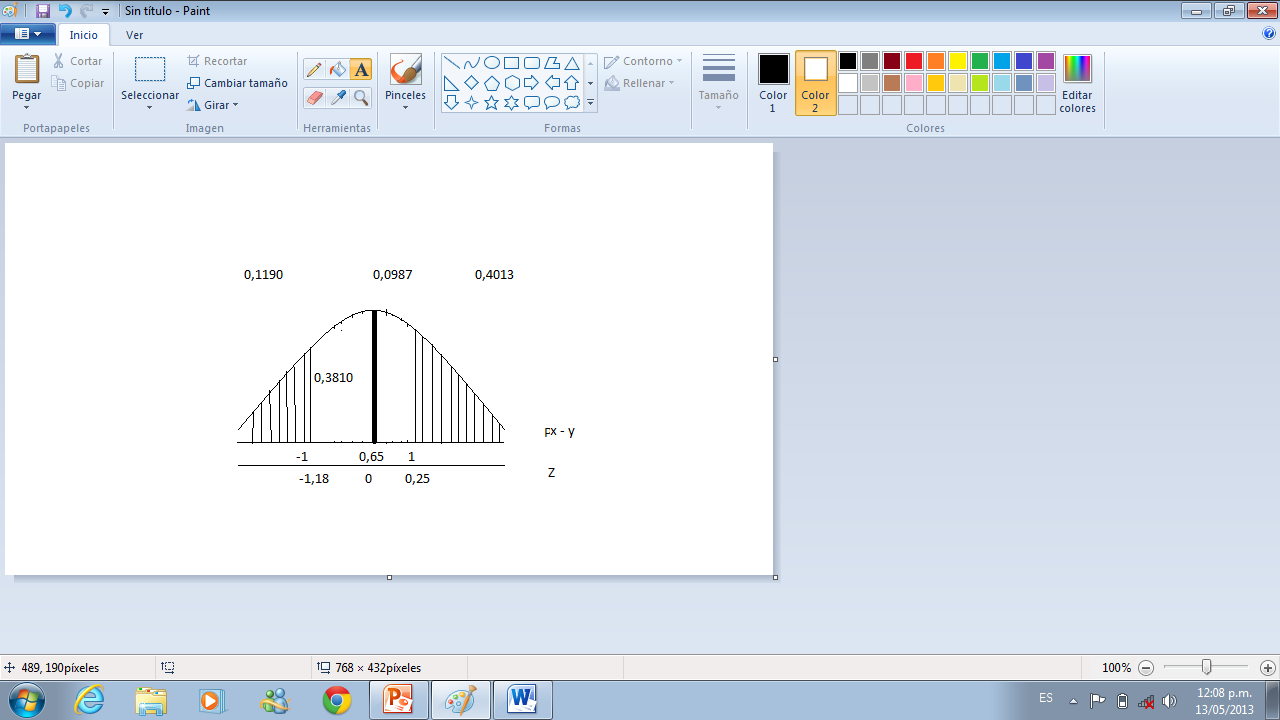 Sin título - Paint
Inicio Ver
Pegar
Cortar
Copiar
Portapapeles
Seleccionar
Recortar
Cambiar tamaño
Girar
Imagen
A
Herramientas
Pinceles
Contorno
Rellenar
Formas
Tamaño
Color
1
Color
2
Editar
colores
Colores
0,1190 0,0987 0,4013
0,3810
x - y
-1 0,65 1
Z
-1,18 0 0,25
489, 190píxeles
768 × 432píxeles
100%
ES
12:08 p.m.
13/05/2013